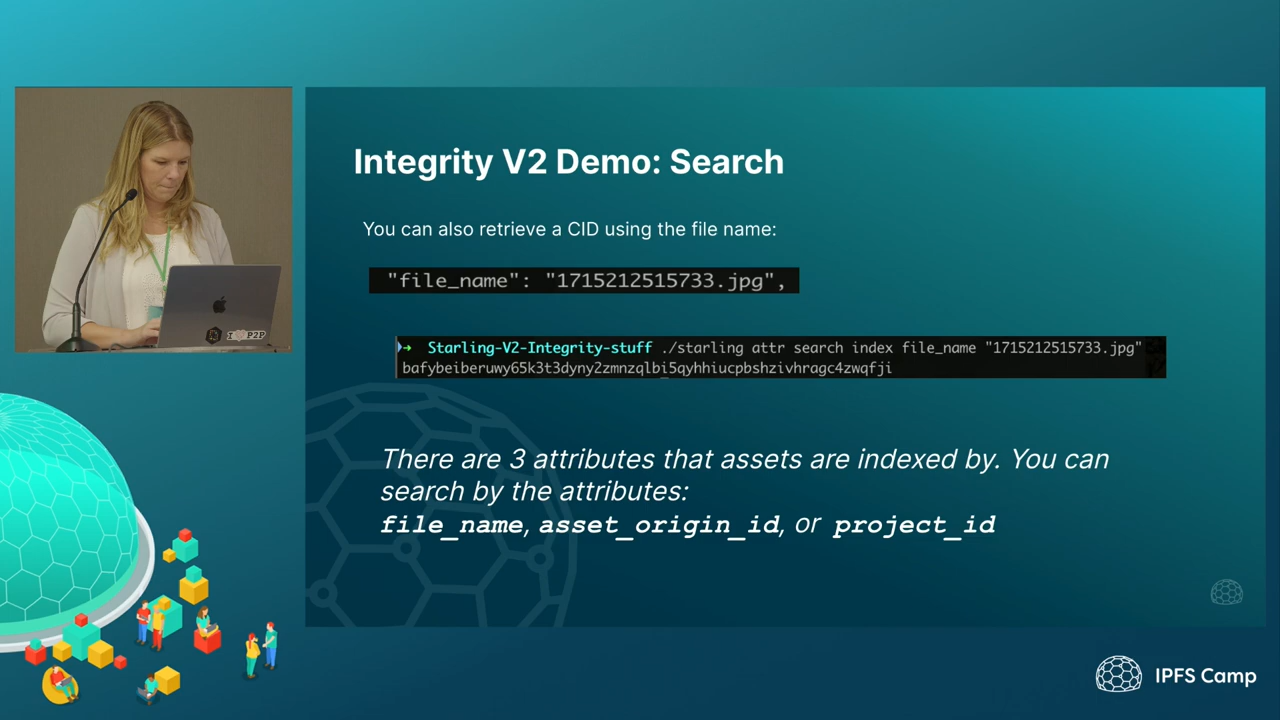 Integrity V2 Demo: Search
You can also retrieve a CID using the file name:
"file_name": "1715212515733.jpg",
Starling-V2-Integrity-stuff ./starling attr search index file_name "1715212515733.jpg"
bafybeiberuwy65k3t3dyny2zmnzqlbi5qyhhiucpbshzivhragc4zwqfji
There are 3 attributes that assets are indexed by. You can
search by the attributes:
file_name, asset_origin_id, or project_id
I P2P
IPFS Camp